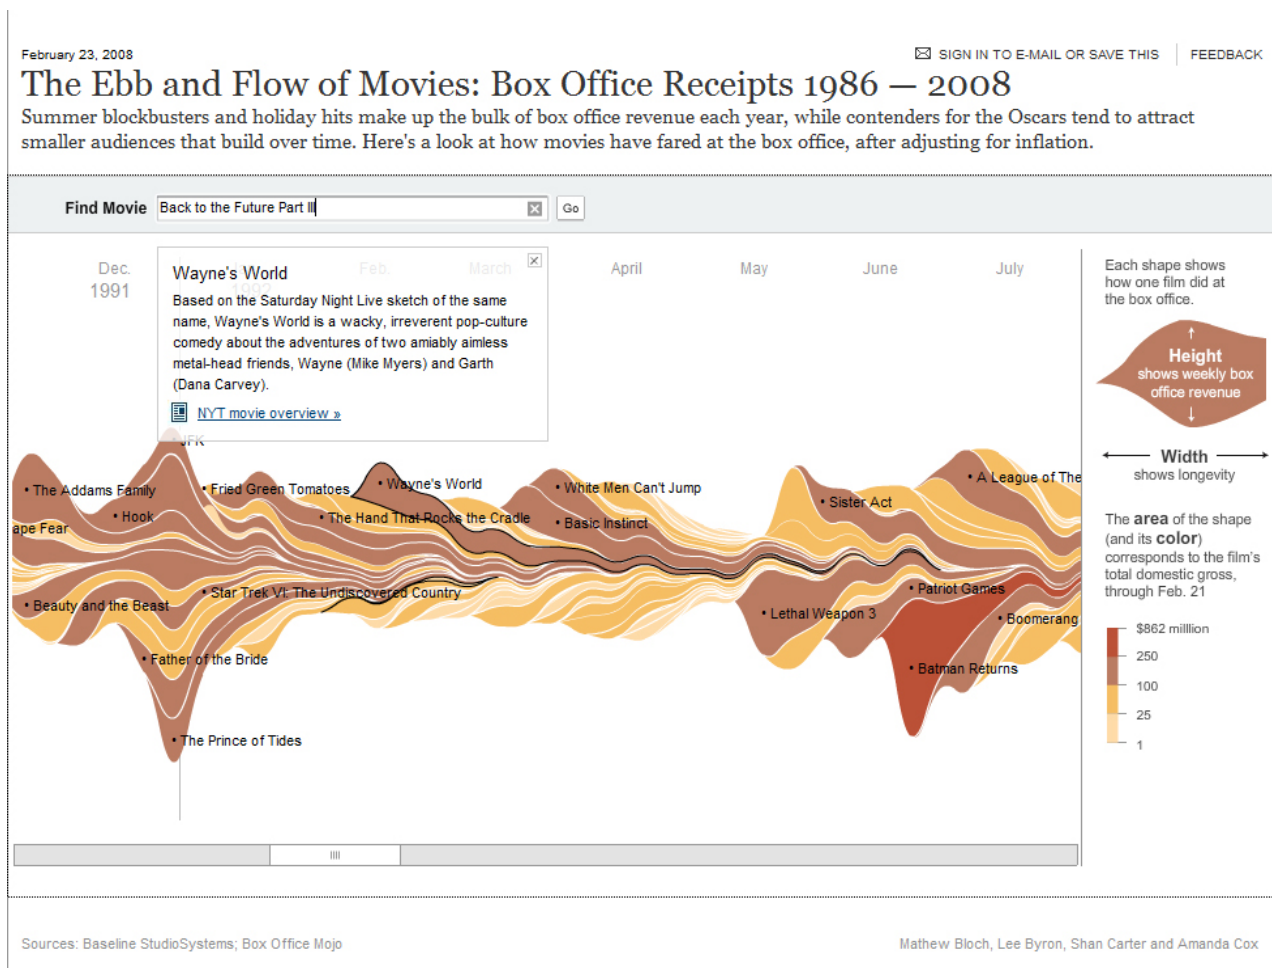 February 23, 2008
SIGN IN TO E-MAIL OR SAVE THIS
FEEDBACK
The Ebb and Flow of Movies: Box Office Receipts 1986 — 2008
Summer blockbusters and holiday hits make up the bulk of box office revenue each year, while contenders for the Oscars tend to attract
smaller audiences that build over time. Here's a look at how movies have fared at the box office, after adjusting for inflation.
Find Movie
Back to the Future Part III
Go
Dec.
1991
1992
Feb.
March
April
May
June
July
Wayne's World
Based on the Saturday Night Live sketch of the same
name, Wayne's World is a wacky, irreverent pop-culture
comedy about the adventures of two amiably aimless
metal-head friends, Wayne (Mike Myers) and Garth
(Dana Carvey).
NYT movie overview »
JFK
The Addams Family
Hook
ape Fear
Beauty and the Beast
Father of the Bride
The Prince of Tides
Fried Green Tomatoes
Wayne's World
The Hand That Rocks the Cradle
Star Trek VI: The Undiscovered Country
White Men Can't Jump
Basic Instinct
Sister Act
A League of The
Patriot Games
Lethal Weapon 3
Boomerang
Batman Returns
Each shape shows
how one film did at
the box office.
Height
shows weekly box
office revenue
Width
shows longevity
The area of the shape
(and its color)
corresponds to the film's
total domestic gross,
through Feb. 21
$862 milllion
250
100
25
1
Sources: Baseline StudioSystems; Box Office Mojo
Mathew Bloch, Lee Byron, Shan Carter and Amanda Cox